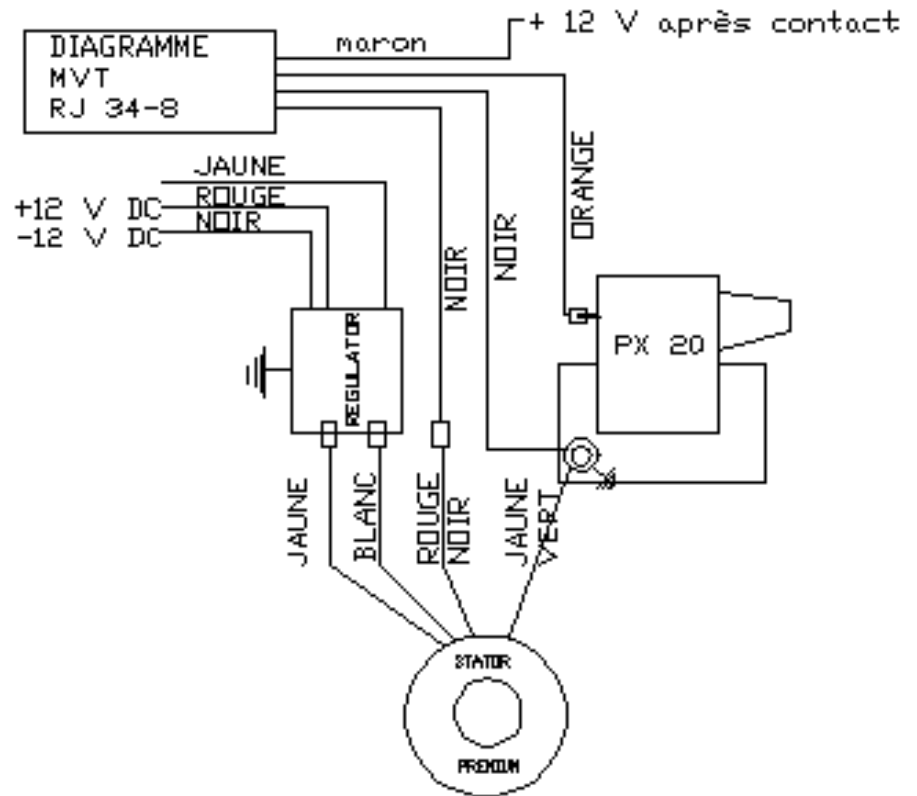 DIAGRAMME
MVT
RJ 34-8
maron
+ 12 V après contact
JAUNE
ROUGE
NOIR
+12 V DC
-12 V DC
NOIR
NOIR
ORANGE
REGULATOR
PX 20
JAUNE
BLANC
ROUGE
NOIR
JAUNE
VERT
STATOR
PREMIUM